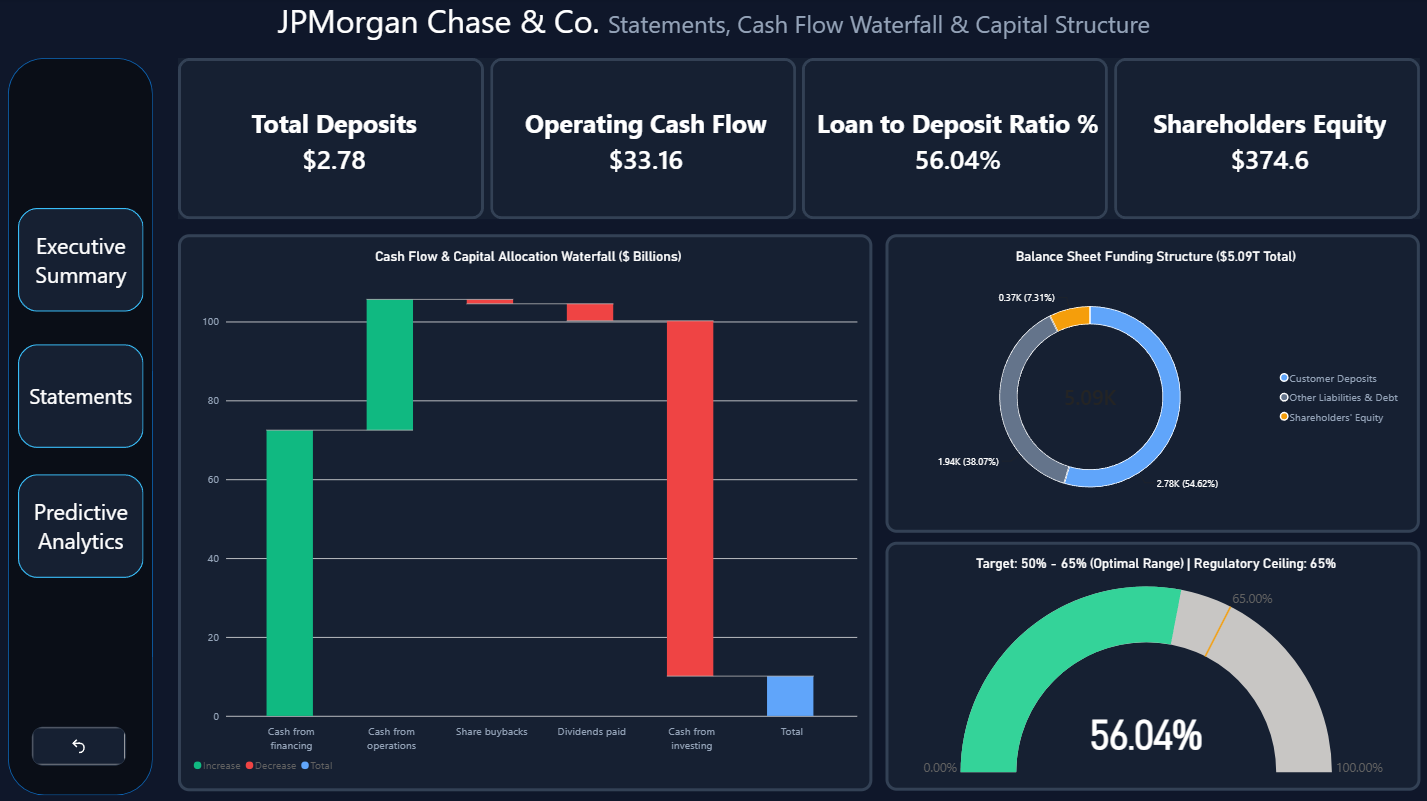 JPMorgan Chase & Co. Statements, Cash Flow Waterfall & Capital Structure
Executive
Summary
Statements
Predictive
Analytics
Total Deposits
$2.78
Operating Cash Flow
$33.16
Loan to Deposit Ratio %
56.04%
Shareholders Equity
$374.6
Cash Flow & Capital Allocation Waterfall ($ Billions)
100
80
60
40
20
0
Cash from
financing
Cash from
operations
Share buybacks
Dividends paid
Cash from
investing
Total
Increase Decrease Total
Balance Sheet Funding Structure ($5.09T Total)
0.37K (7.31%)
5.09K
1.94K (38.07%)
2.78K (54.62%)
Customer Deposits
Other Liabilities & Debt
Shareholders' Equity
Target: 50% - 65% (Optimal Range) | Regulatory Ceiling: 65%
65.00%
56.04%
0.00%
100.00%